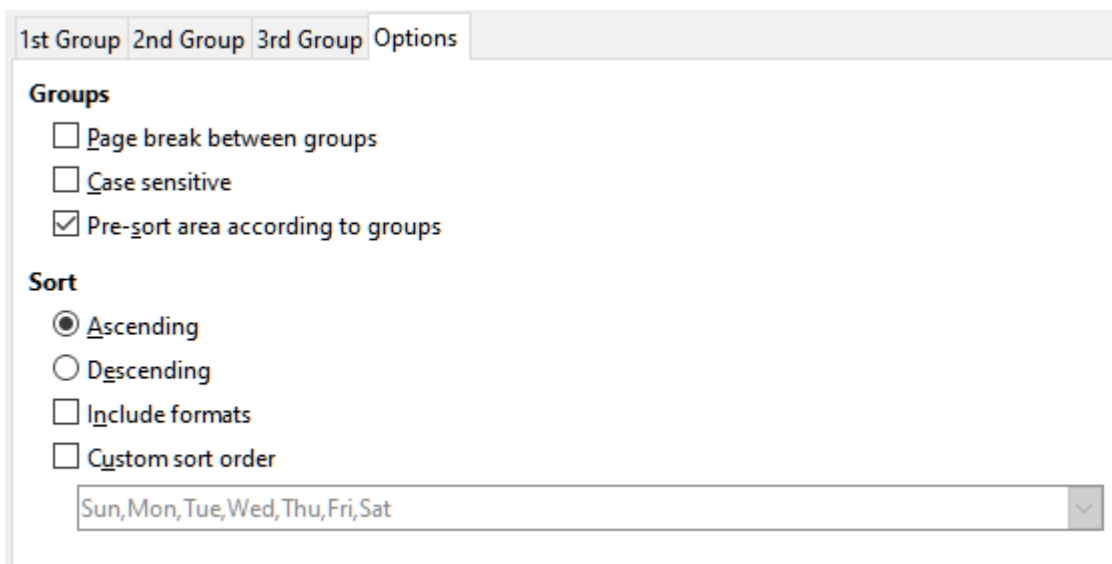 1st Group 2nd Group 3rd Group Options
Groups
Page break between groups
Case sensitive
Pre-sort area according to groups
Sort
Ascending
Descending
Include formats
Custom sort order
Sun,Mon,Tue,Wed,Thu,Fri,Sat